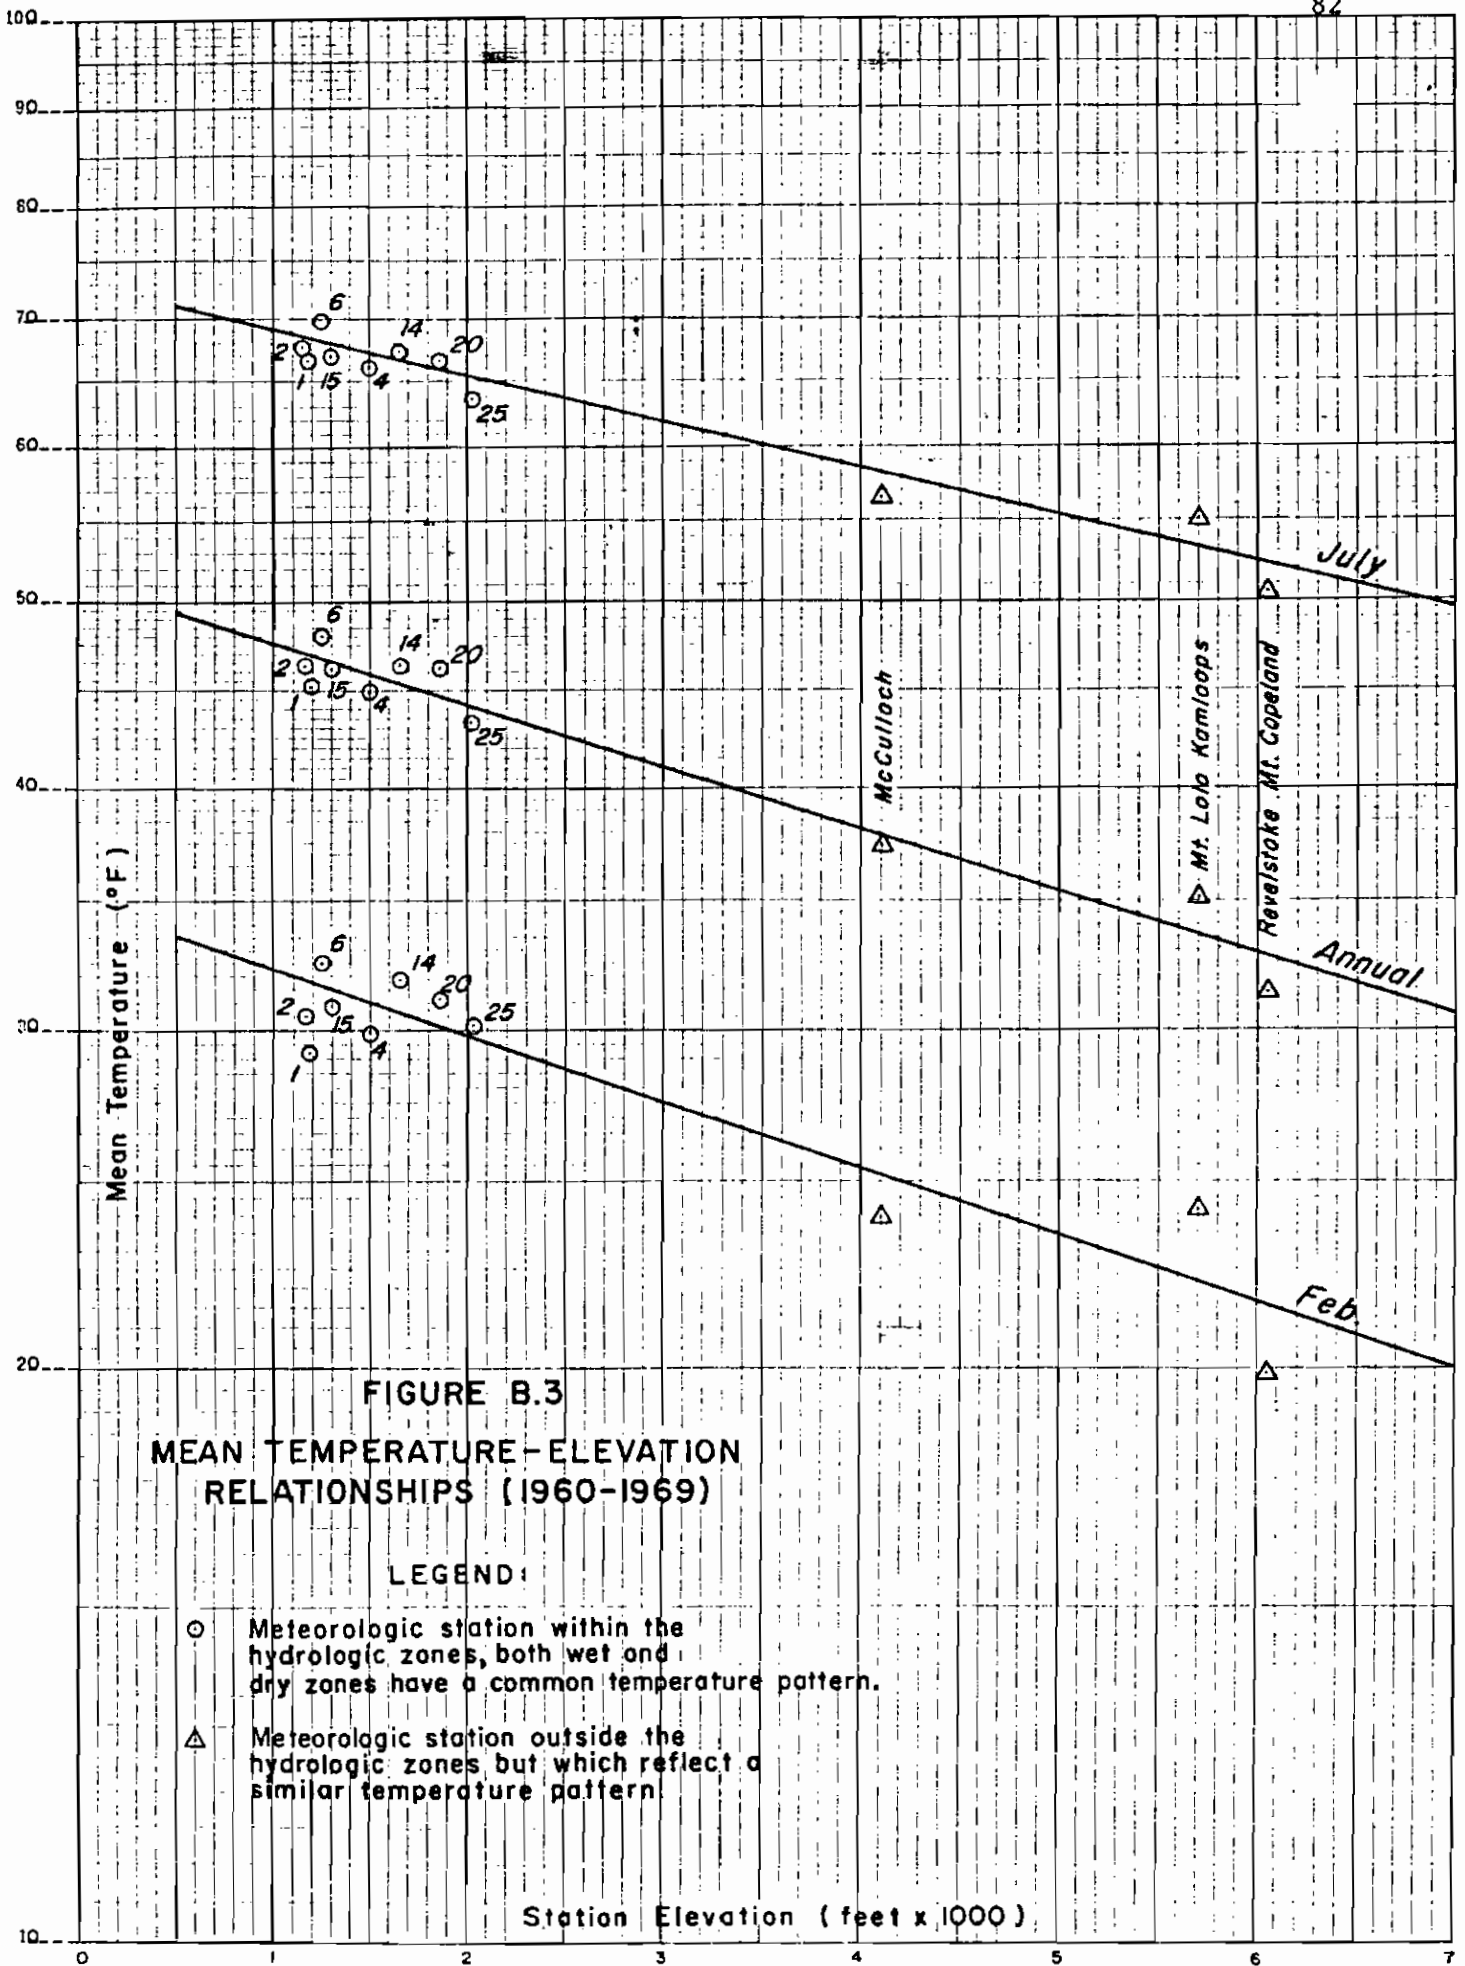 82
100
90
80
70
60
50
40
30
20
10
6
2
1
15
4
14
20
25
July
6
2
1
15
4
14
20
25
Annual
6
2
1
15
4
14
20
25
Feb.
McCulloch
Mt. Lolo Kamloops
Revelstoke Mt. Copeland
Mean Temperature (°F)
FIGURE B.3
MEAN TEMPERATURE-ELEVATION
RELATIONSHIPS (1960-1969)
LEGEND:
Meteorologic station within the
hydrologic zones, both wet and
dry zones have a common temperature pattern.
Meteorologic station outside the
hydrologic zones but which reflect a
similar temperature pattern
Station Elevation (feet x 1000)
0 1 2 3 4 5 6 7